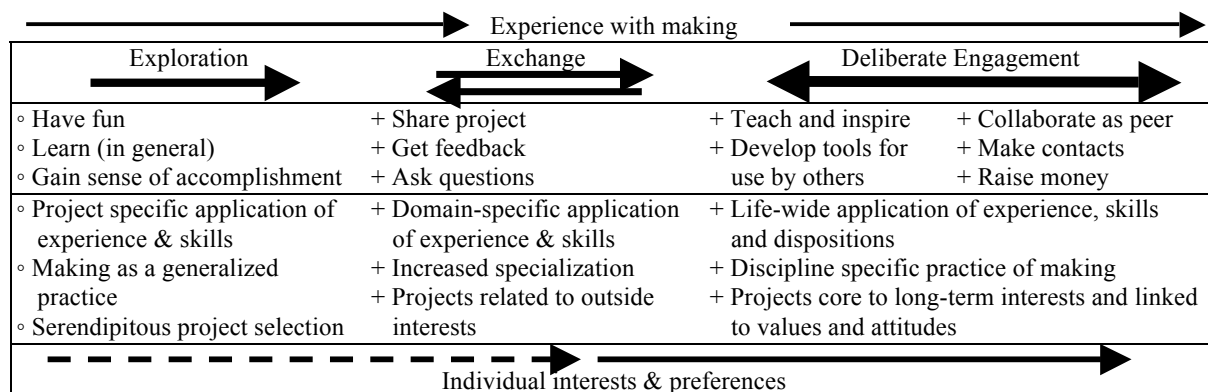 Experience with making
Exploration
Exchange
Deliberate Engagement
◦ Have fun
◦ Learn (in general)
◦ Gain sense of accomplishment
+ Share project
+ Get feedback
+ Ask questions
+ Teach and inspire
+ Develop tools for
use by others
+ Collaborate as peer
+ Make contacts
+ Raise money
◦ Project specific application of
experience & skills
◦ Making as a generalized
practice
◦ Serendipitous project selection
+ Domain-specific application
of experience & skills
+ Increased specialization
+ Projects related to outside
interests
+ Life-wide application of experience, skills
and dispositions
+ Discipline specific practice of making
+ Projects core to long-term interests and linked
to values and attitudes
Individual interests & preferences